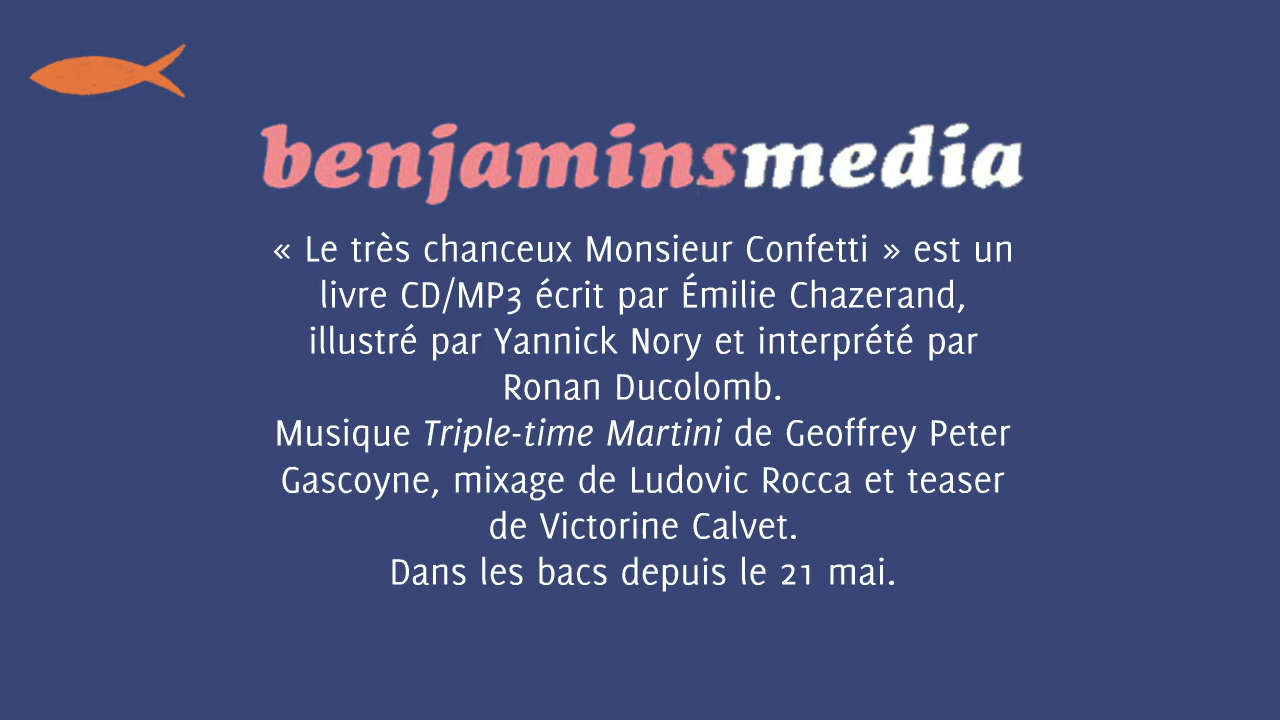 benjaminsmedia
« Le très chanceux Monsieur Confetti » est un
livre CD/MP3 écrit par Émilie Chazerand,
illustré par Yannick Nory et interprété par
Ronan Ducolomb.
Musique Triple-time Martini de Geoffrey Peter
Gascoyne, mixage de Ludovic Rocca et teaser
de Victorine Calvet.
Dans les bacs depuis le 21 mai.